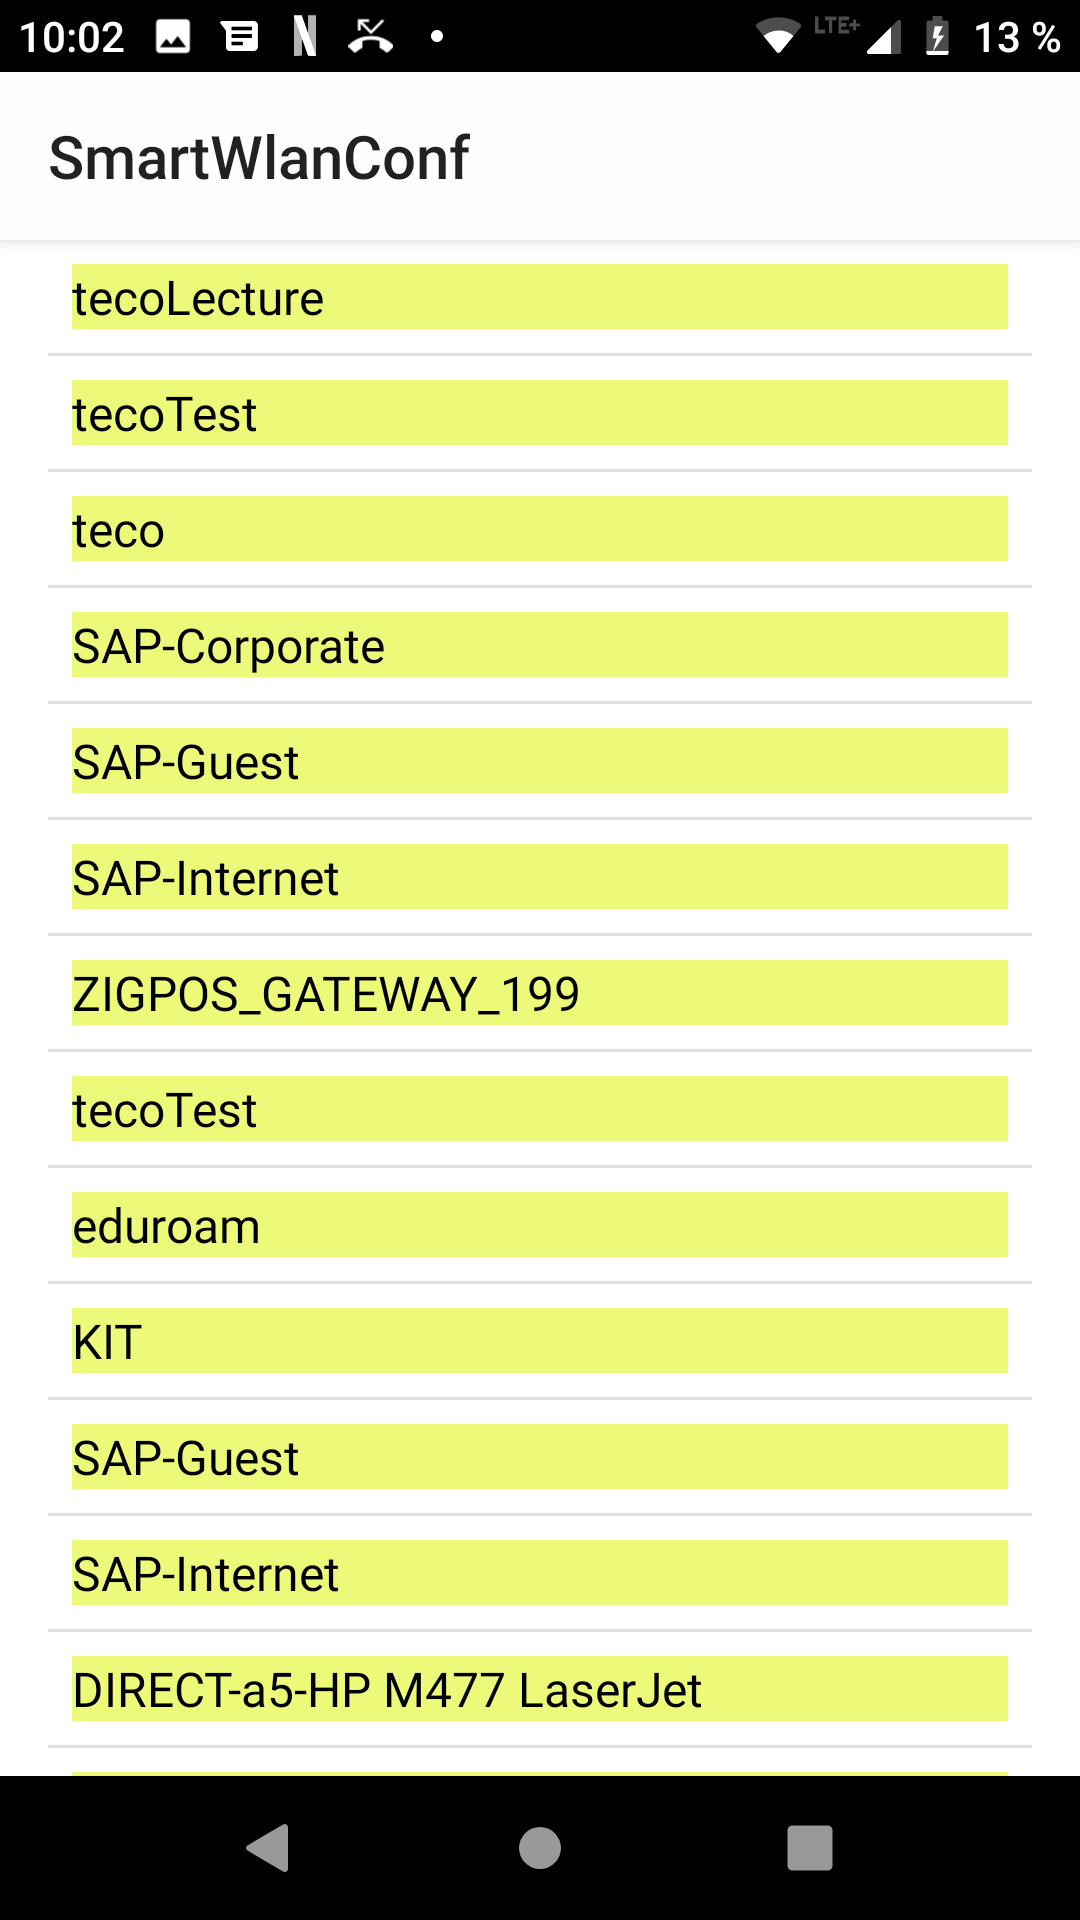 10:02 LTE+ 13 %
SmartWlanConf
tecoLecture
tecoTest
teco
SAP-Corporate
SAP-Guest
SAP-Internet
ZIGPOS_GATEWAY_199
tecoTest
eduroam
KIT
SAP-Guest
SAP-Internet
DIRECT-a5-HP M477 LaserJet